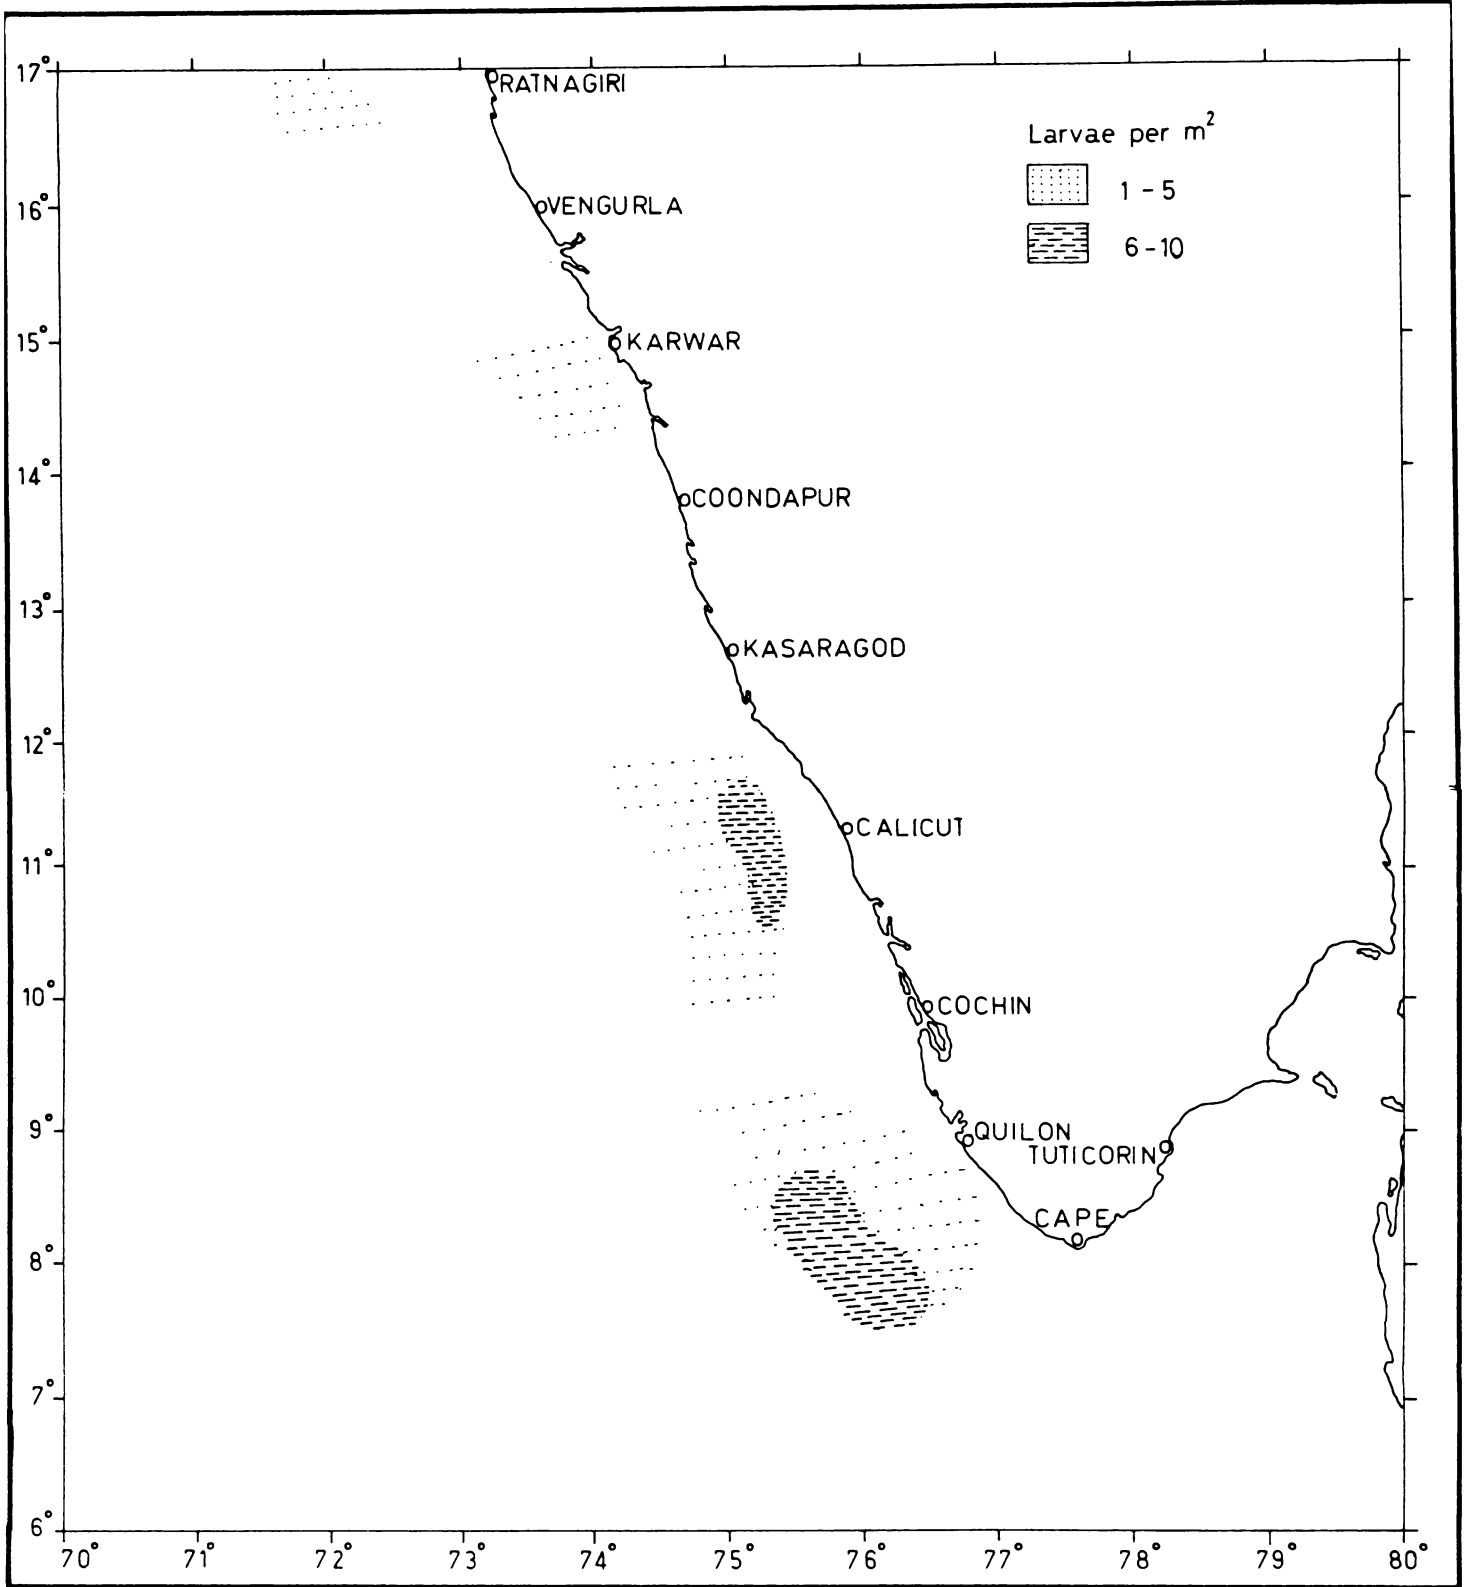 17°
RATNAGIRI
Larvae per m²
1 - 5
16°
VENGURLA
6 - 10
15°
KARWAR
14°
COONDAPUR
13°
KASARAGOD
12°
CALICUT
11°
10°
COCHIN
9°
QUILON
TUTICORIN
CAPE
8°
7°
6°
70° 71° 72° 73° 74° 75° 76° 77° 78° 79° 80°